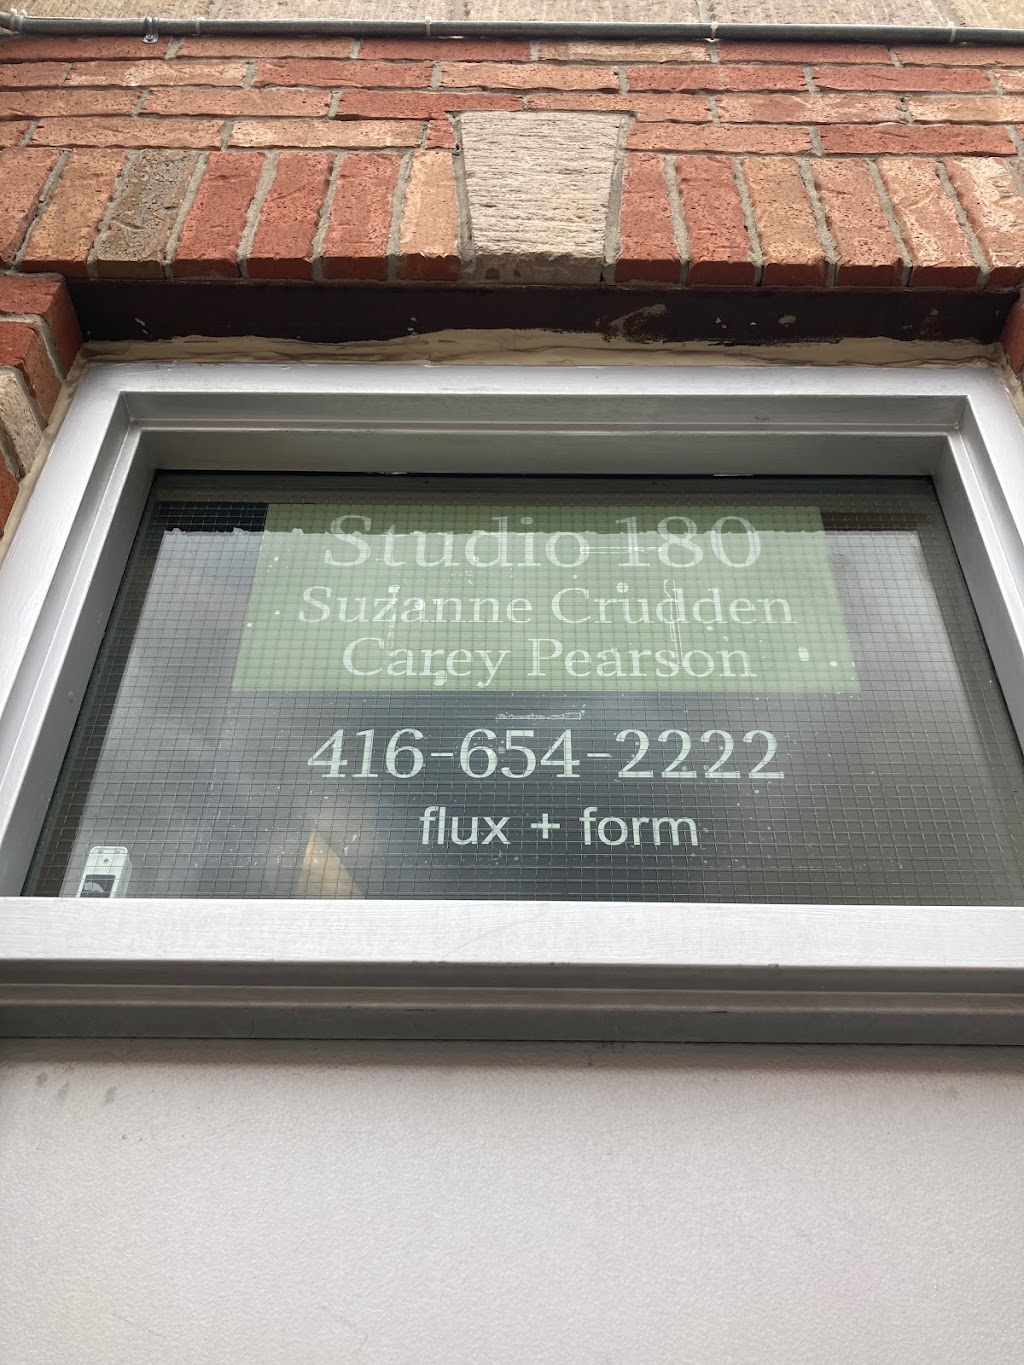 Studio 180
Suzanne Crudden
Carey Pearson
416-654-2222
flux + form